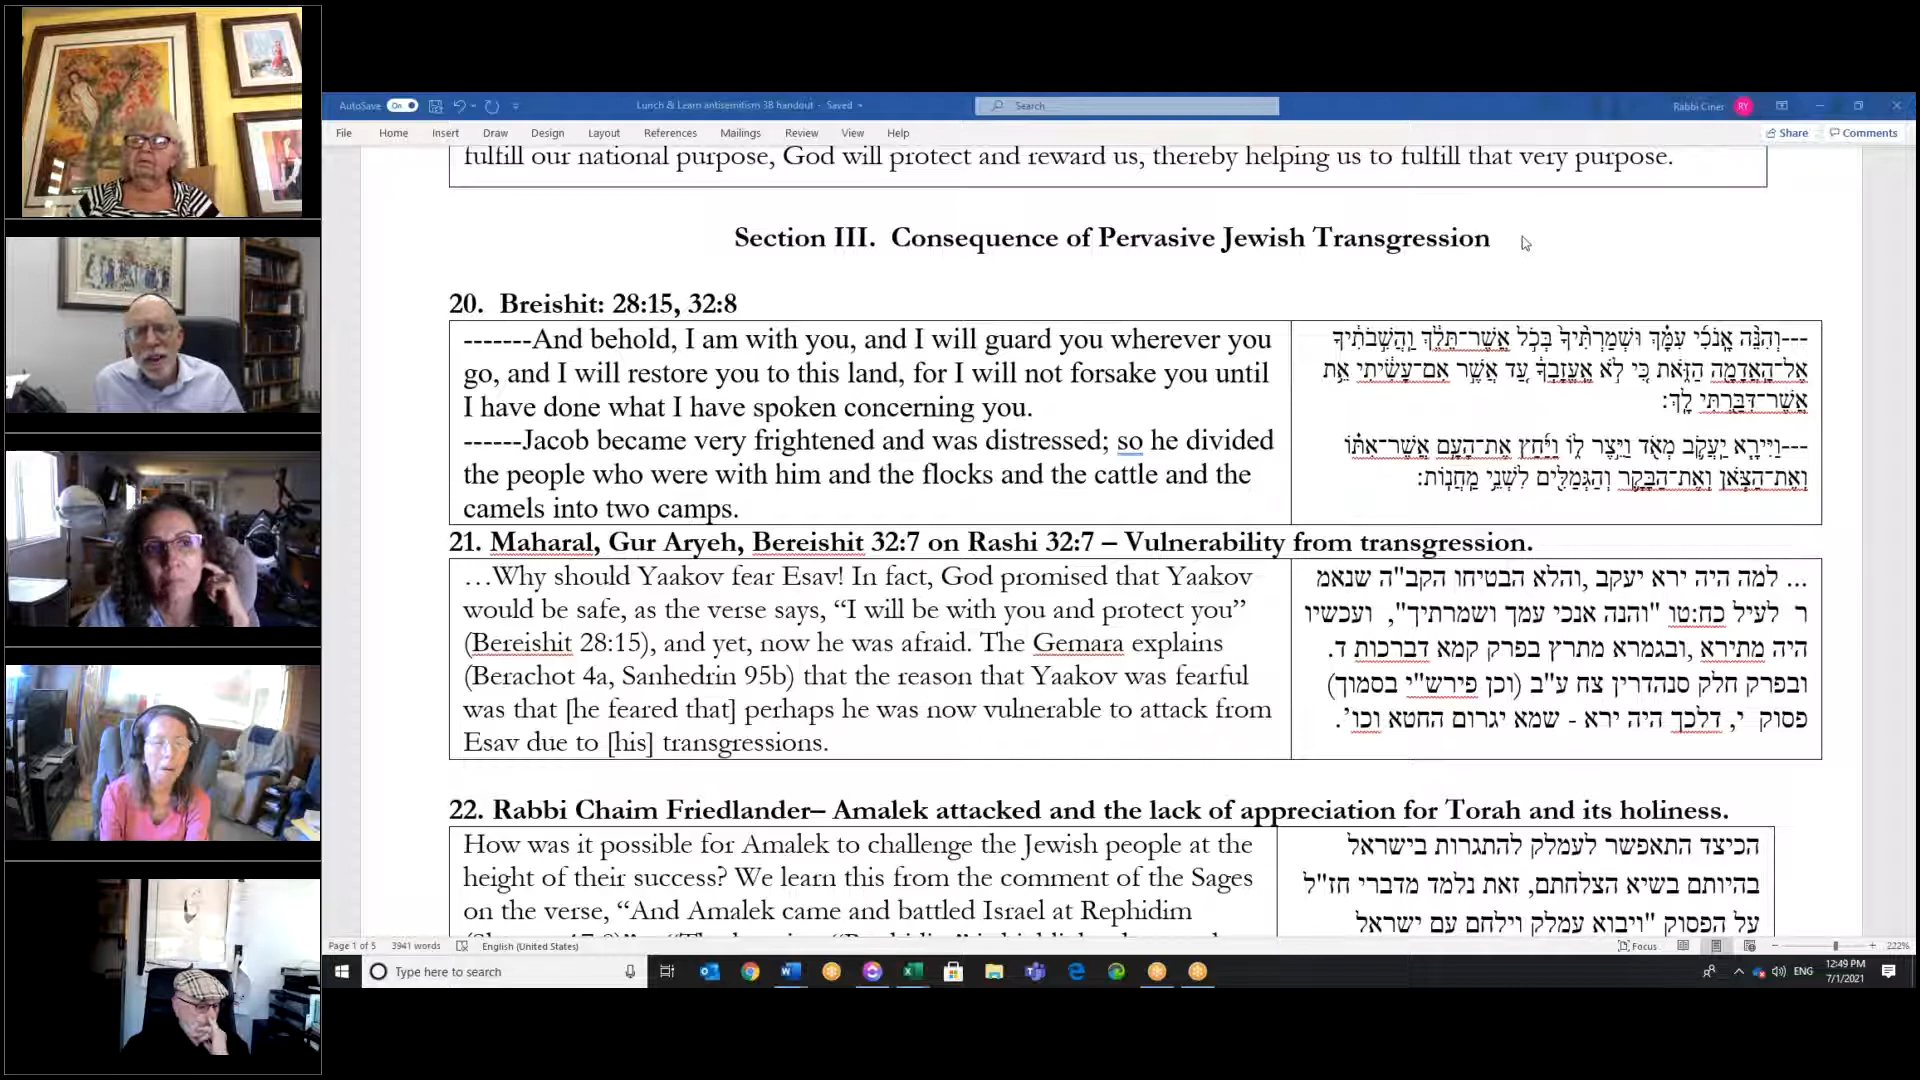 AutoSave On
Lunch & Learn antisemitism 3B handout - Saved
Search
Rabbi Ciner RY
File Home Insert Draw Design Layout References Mailings Review View Help
Share Comments
fulfill our national purpose, God will protect and reward us, thereby helping us to fulfill that very purpose.
Section III. Consequence of Pervasive Jewish Transgression
20. Breishit: 28:15, 32:8
-------And behold, I am with you, and I will guard you wherever you
go, and I will restore you to this land, for I will not forsake you until
I have done what I have spoken concerning you.
------Jacob became very frightened and was distressed; so he divided
the people who were with him and the flocks and the cattle and the
camels into two camps.
---וְהִנֵּ֨ה אָנֹכִ֜י עִמָּ֗ךְ וּשְׁמַרְתִּ֙יךָ֙ בְּכֹ֣ל אֲשֶׁר־תֵּלֵ֔ךְ וַהֲשִׁ֣בֹתִ֔יךָ
אֶל־הָאֲדָמָ֖ה הַזֹּ֑את כִּ֚י לֹ֣א אֶֽעֱזָבְךָ֔ עַ֚ד אֲשֶׁ֣ר אִם־עָשִׂ֔יתִי אֵ֥ת
אֲשֶׁר־דִּבַּ֖רְתִּי לָֽךְ:
---וַיִּירָ֧א יַעֲקֹ֛ב מְאֹ֖ד וַיֵּ֣צֶר ל֑וֹ וַיַּ֜חַץ אֶת־הָעָ֣ם אֲשֶׁר־אִתּ֗וֹ
וְאֶת־הַצֹּ֧אן וְאֶת־הַבָּקָ֛ר וְהַגְּמַלִּ֖ים לִשְׁנֵ֥י מַחֲנֽוֹת:
21. Maharal, Gur Aryeh, Bereishit 32:7 on Rashi 32:7 – Vulnerability from transgression.
…Why should Yaakov fear Esav! In fact, God promised that Yaakov
would be safe, as the verse says, “I will be with you and protect you”
(Bereishit 28:15), and yet, now he was afraid. The Gemara explains
(Berachot 4a, Sanhedrin 95b) that the reason that Yaakov was fearful
was that [he feared that] perhaps he was now vulnerable to attack from
Esav due to [his] transgressions.
... למה היה ירא יעקב ,והלא הבטיחו הקב"ה שנאמ
ר לעיל כח:טו "והנה אנכי עמך ושמרתיך", ועכשיו
היה מתירא ,ובגמרא מתרץ בפרק קמא דברכות ד.
ובפרק חלק סנהדרין צח ע"ב (וכן פירש"י בסמוך)
פסוק י, דלכך היה ירא - שמא יגרום החטא וכו'.
22. Rabbi Chaim Friedlander– Amalek attacked and the lack of appreciation for Torah and its holiness.
How was it possible for Amalek to challenge the Jewish people at the
height of their success? We learn this from the comment of the Sages
on the verse, “And Amalek came and battled Israel at Rephidim
הכיצד התאפשר לעמלק להתגרות בישראל
בהיותם בשיא הצלחתם, זאת נלמד מדברי חז"ל
על הפסוק "ויבוא עמלק וילחם עם ישראל
Page 1 of 5 3941 words English (United States)
Focus 222%
Type here to search
ENG
12:49 PM
7/1/2021